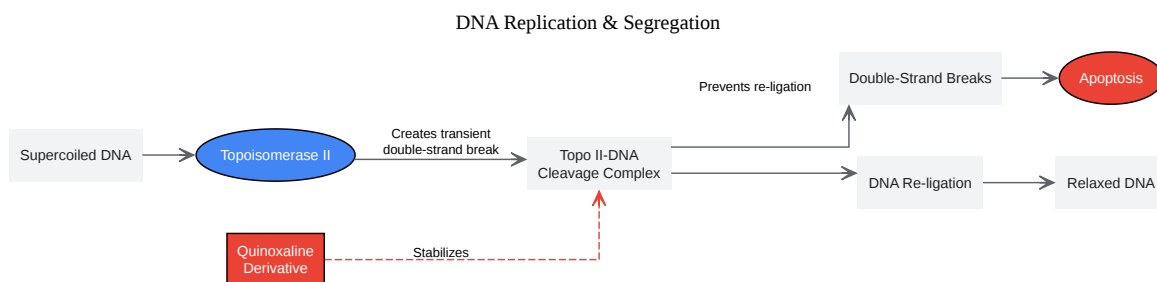 DNA Replication & Segregation
Supercoiled DNA
Topoisomerase II
Creates transient
double-strand break
Topo II-DNA
Cleavage Complex
Prevents re-ligation
Double-Strand Breaks
Apoptosis
DNA Re-ligation
Relaxed DNA
Quinoxaline
Derivative
Stabilizes